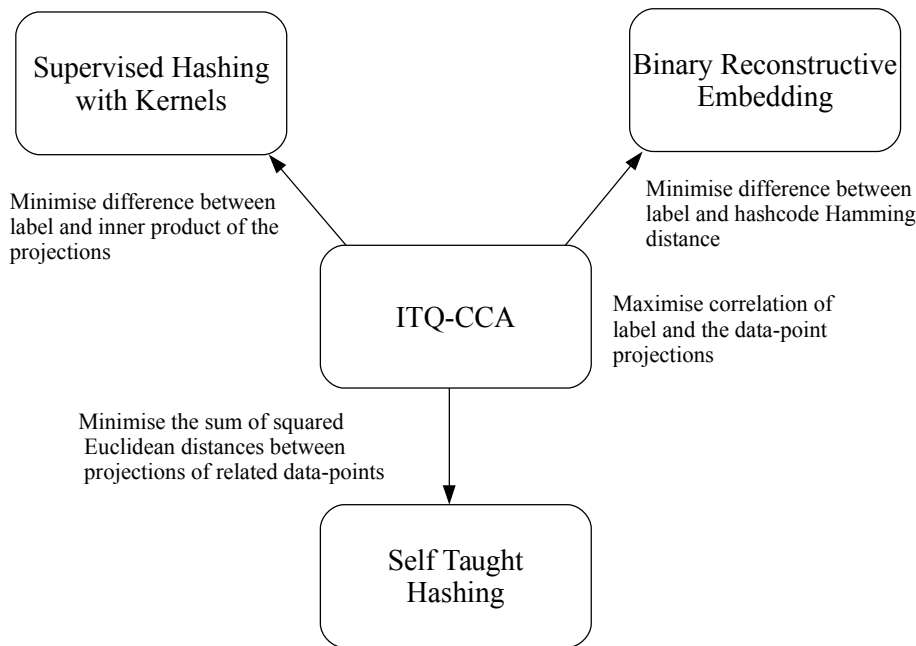 Supervised Hashing
with Kernels
Binary Reconstructive
Embedding
Minimise difference between
label and inner product of the
projections
Minimise difference between
label and hashcode Hamming
distance
ITQ-CCA
Maximise correlation of
label and the data-point
projections
Minimise the sum of squared
Euclidean distances between
projections of related data-points
Self Taught
Hashing